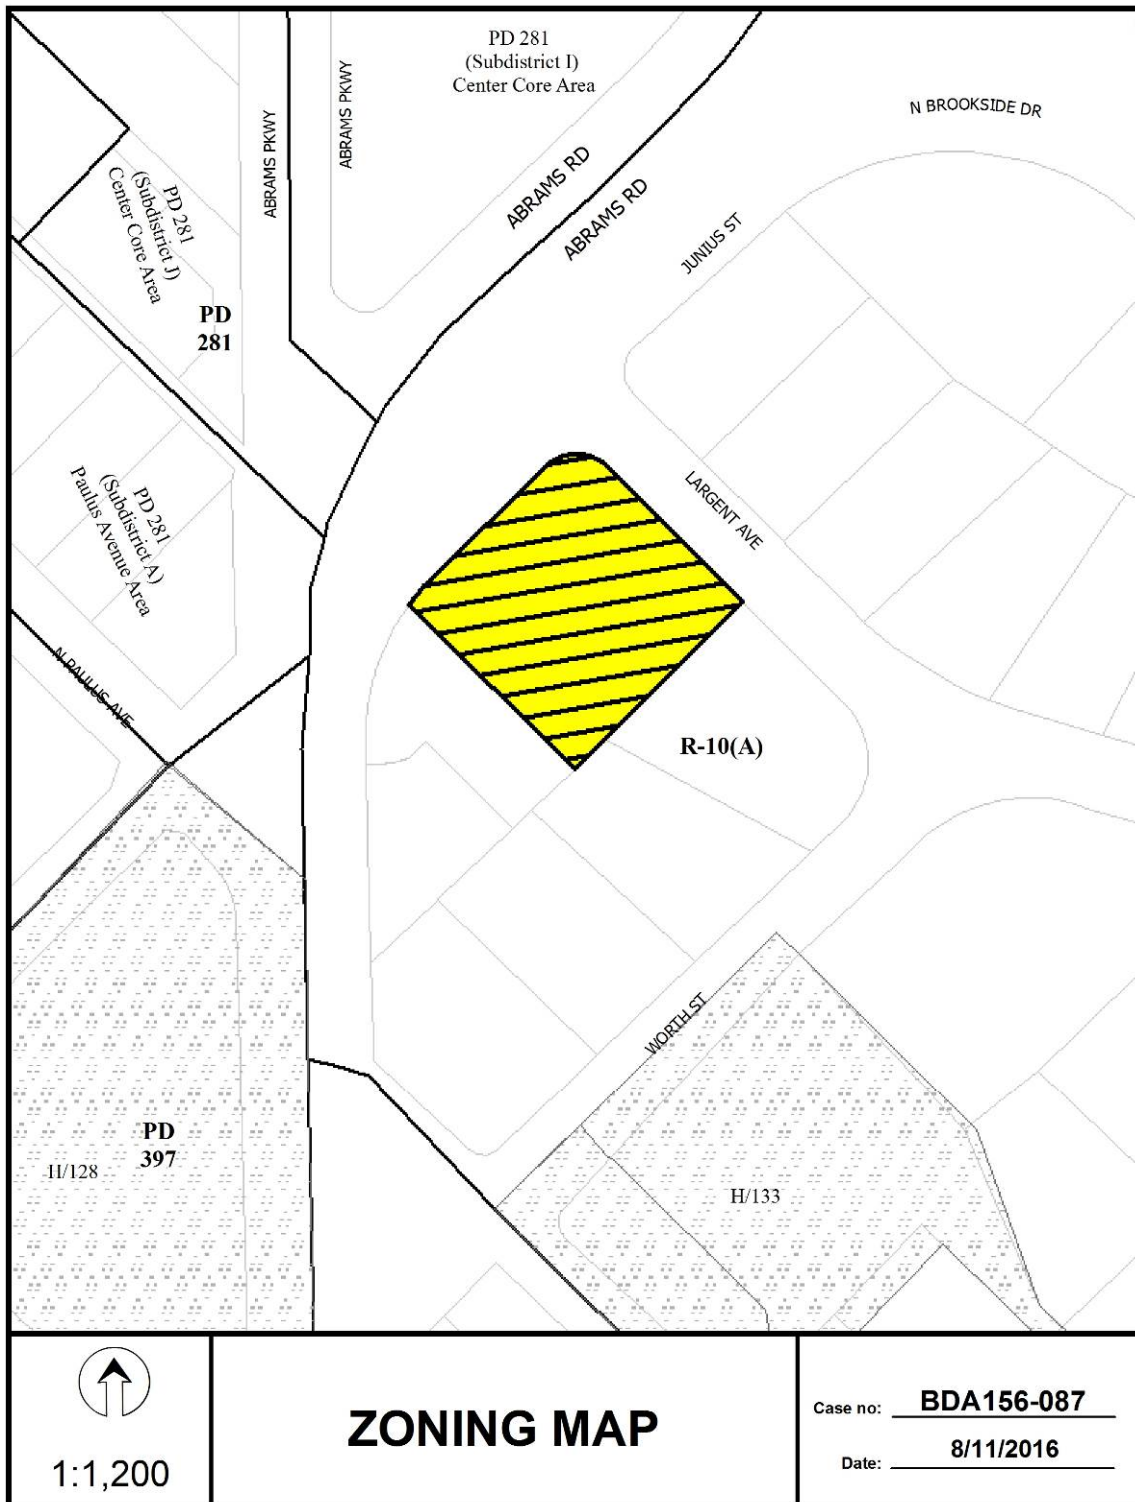 PD 281
(Subdistrict I)
Center Core Area
N BROOKSIDE DR
ABRAMS PKWY
ABRAMS PKWY
ABRAMS RD
ABRAMS RD
JUNIUS ST
PD 281
(Subdistrict J)
Center Core Area
PD
281
PD 281
(Subdistrict A)
Paulus Avenue Area
LARGENT AVE
N PAULUS AVE
R-10(A)
WORTH ST
PD
397
H/128
H/133
1:1,200
ZONING MAP
Case no: BDA156-087
Date: 8/11/2016